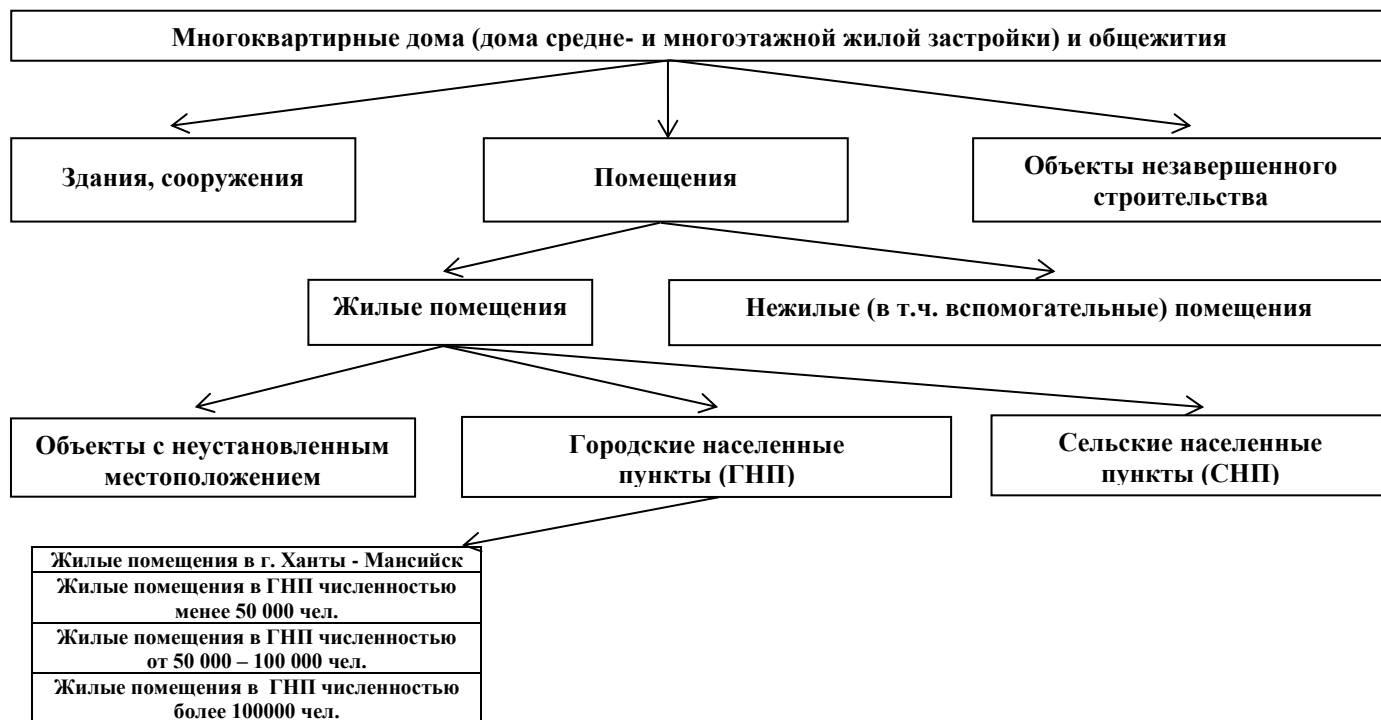 Многоквартирные дома (дома средне- и многоэтажной жилой застройки) и общежития
Здания, сооружения
Помещения
Объекты незавершенного
строительства
Жилые помещения
Нежилые (в т.ч. вспомогательные) помещения
Объекты с неустановленным
местоположением
Городские населенные
пункты (ГНП)
Сельские населенные
пункты (СНП)
Жилые помещения в г. Ханты - Мансийск
Жилые помещения в ГНП численностью
менее 50 000 чел.
Жилые помещения в ГНП численностью
от 50 000 – 100 000 чел.
Жилые помещения в ГНП численностью
более 100000 чел.